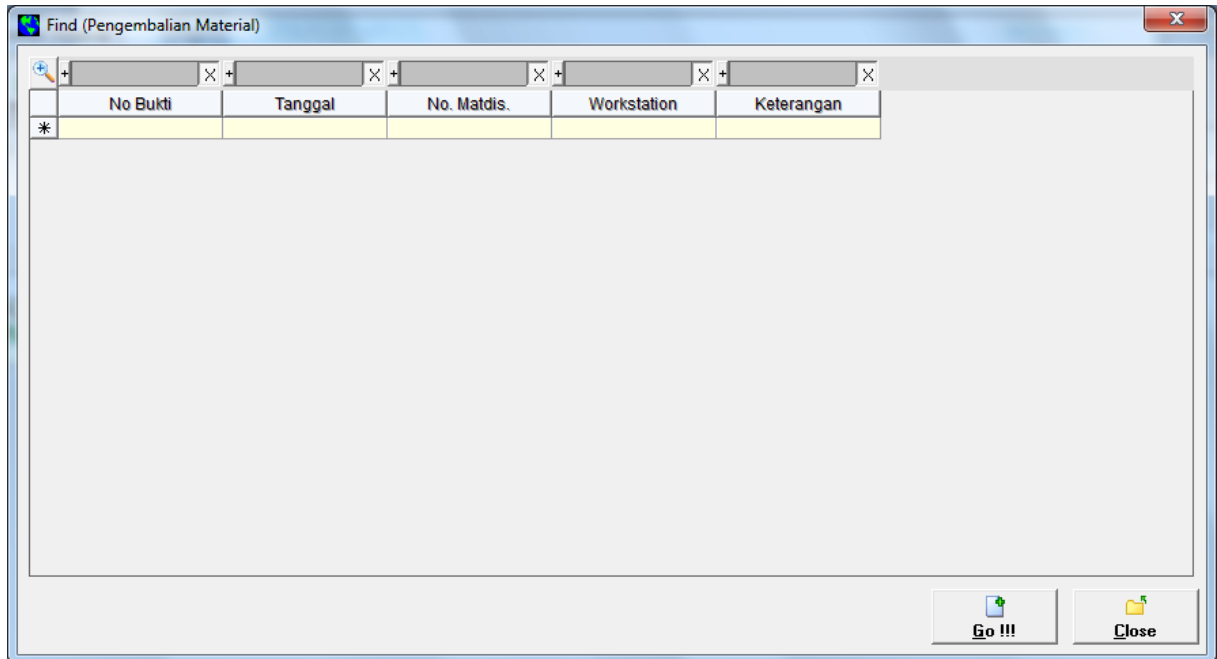 Find (Pengembalian Material)
+ X + X + X + X + X
No Bukti Tanggal No. Matdis. Workstation Keterangan
*
Go !!! Close